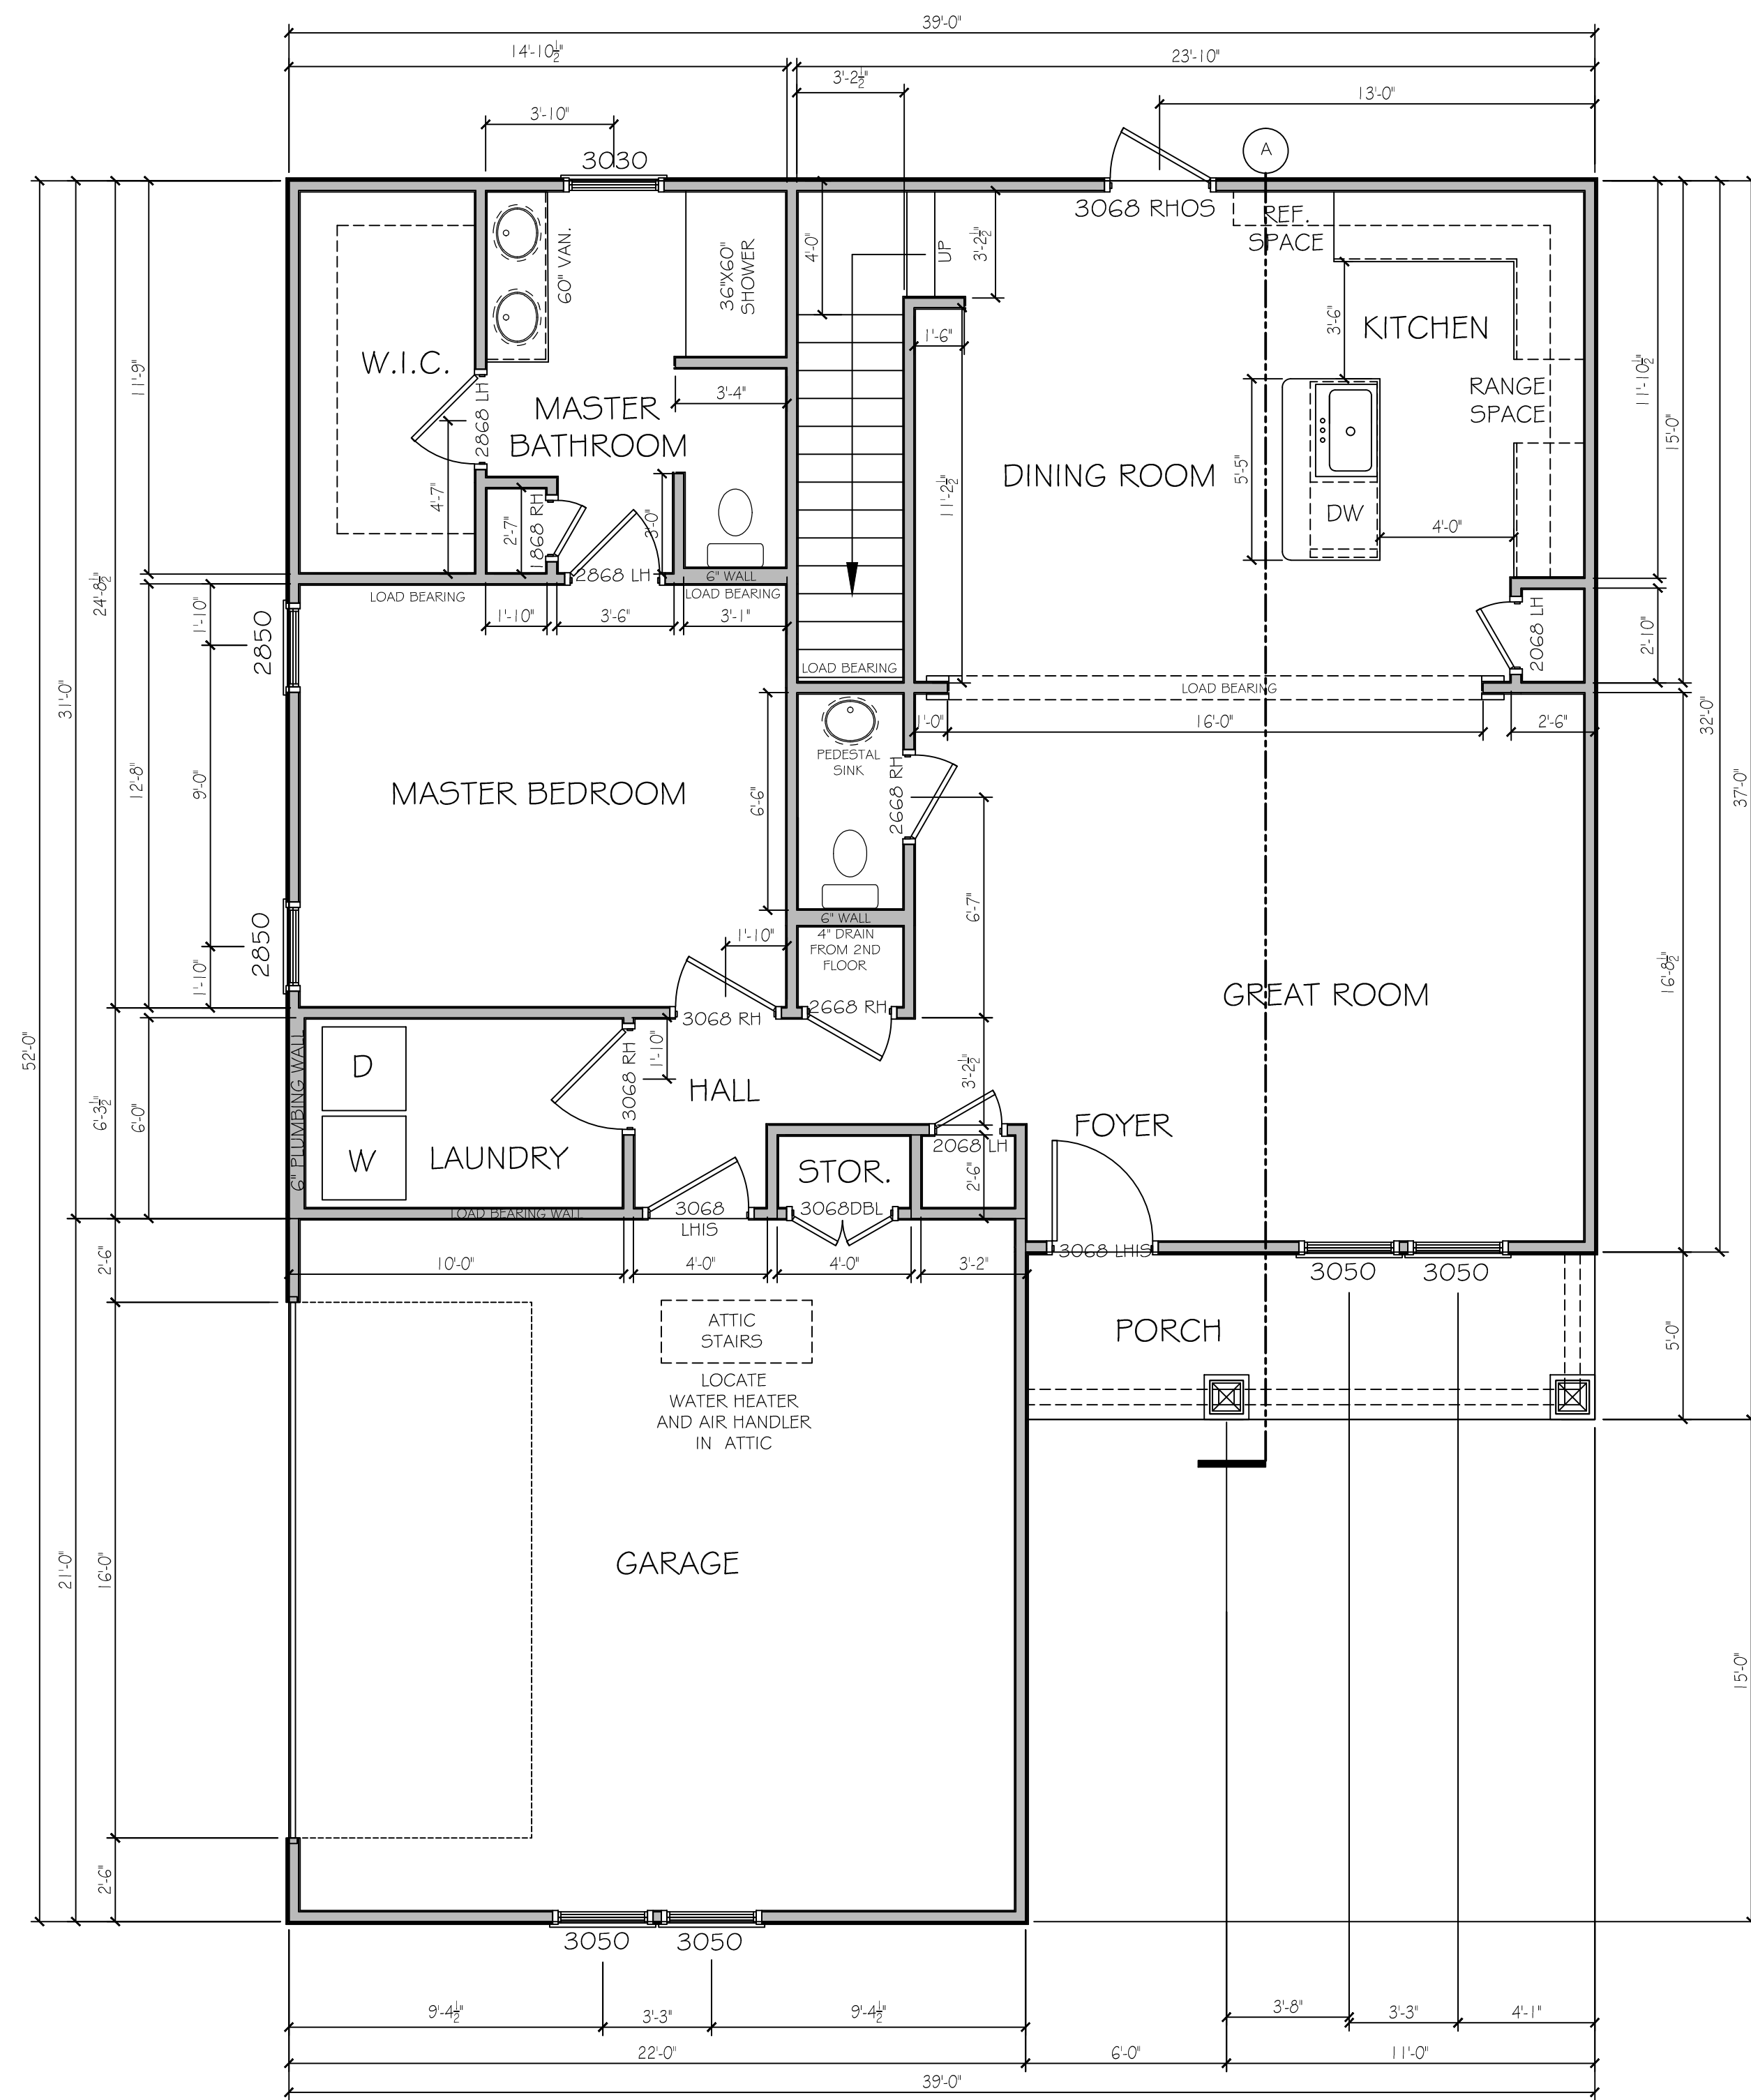 39'-0"
14'-10½"
23'-10"
3'-2½"
13'-0"
3'-10"
3030
A
3068 RHOS
REF.
SPACE
60" VAN.
36"X60"
SHOWER
4'-0"
UP
3'-2½"
1'-6"
3'-6"
KITCHEN
W.I.C.
2868 LH
MASTER
BATHROOM
3'-4"
RANGE
SPACE
DINING ROOM
5'-5"
DW
4'-0"
11'-9"
11'-10½"
15'-0"
4'-7"
2'-7"
1868 RH
3'-0"
11'-2½"
2868 LH
6" WALL
LOAD BEARING
LOAD BEARING
1'-10"
3'-6"
3'-1"
24'-8½"
1'-10"
2850
2068 LH
2'-10"
LOAD BEARING
LOAD BEARING
1'-0"
16'-0"
2'-6"
31'-0"
12'-8"
9'-0"
MASTER BEDROOM
6'-6"
PEDESTAL
SINK
2668 RH
32'-0"
37'-0"
6'-7"
6" WALL
4" DRAIN
FROM 2ND
FLOOR
1'-10"
2850
1'-10"
GREAT ROOM
16'-8½"
3068 RH
2668 RH
52'-0"
6'-3½"
6'-0"
6" PLUMBING WALL
D
W
LAUNDRY
3068 RH
1'-10"
HALL
3'-2½"
FOYER
2068 LH
2'-6"
STOR.
3068DBL
3068
LHIS
LOAD BEARING WALL
3068 LHIS
3050
3050
2'-6"
10'-0"
4'-0"
4'-0"
3'-2"
ATTIC
STAIRS
LOCATE
WATER HEATER
AND AIR HANDLER
IN ATTIC
PORCH
5'-0"
21'-0"
16'-0"
GARAGE
15'-0"
2'-6"
3050
3050
9'-4½"
3'-3"
9'-4½"
3'-8"
3'-3"
4'-1"
22'-0"
6'-0"
11'-0"
39'-0"